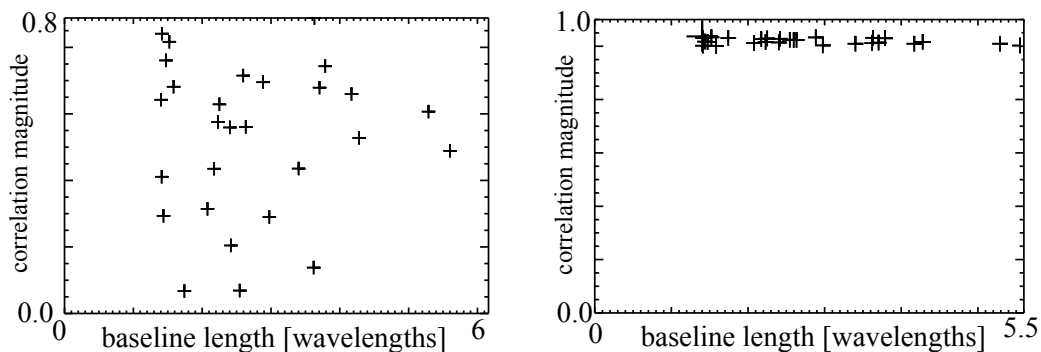 0.8
correlation magnitude
0.0
0
baseline length [wavelengths]
6
1.0
correlation magnitude
0.0
0
baseline length [wavelengths]
5.5